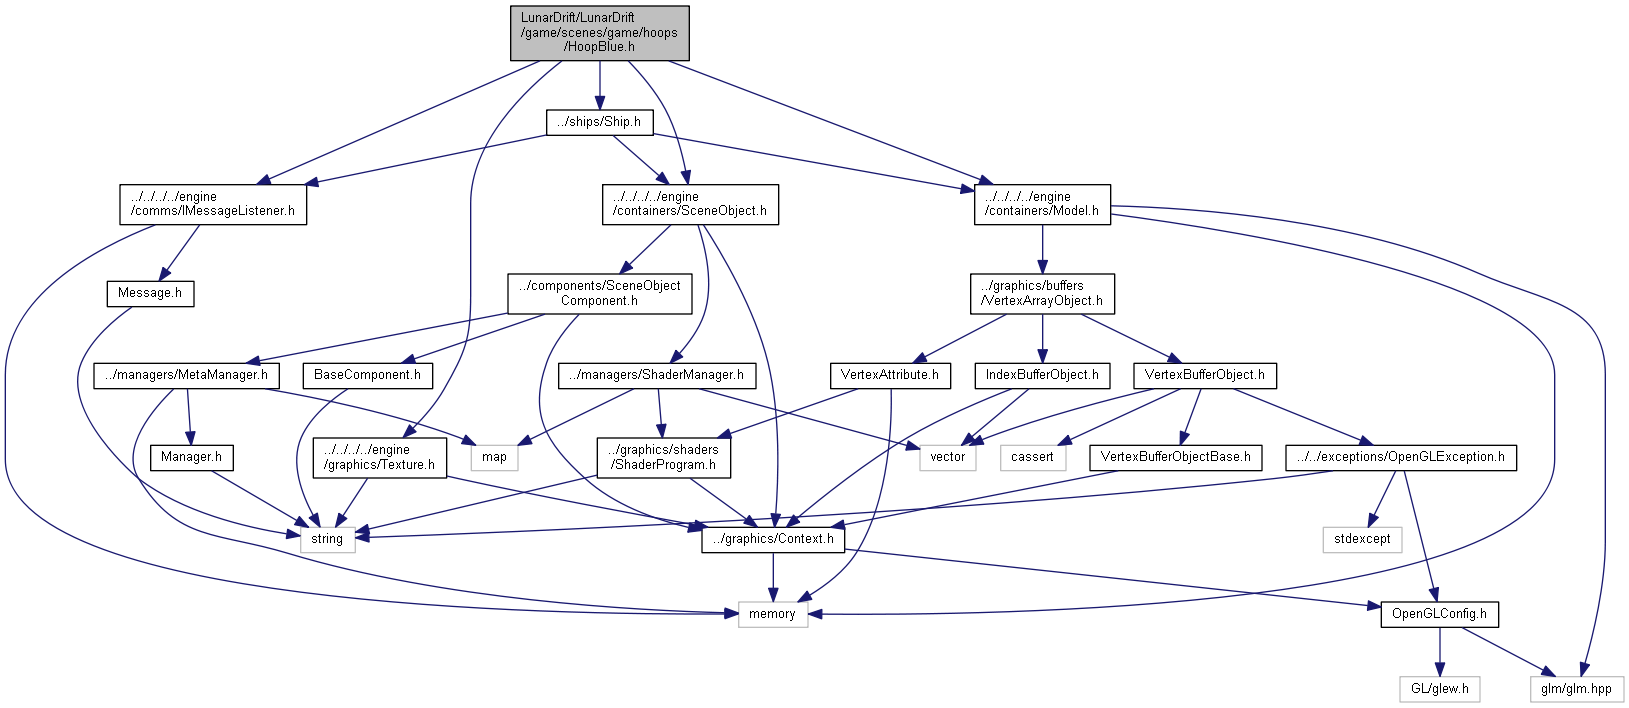 LunarDrift/LunarDrift
/game/scenes/game/hoops
/HoopBlue.h
../ships/Ship.h
../../../../engine
/comms/IMessageListener.h
../../../../engine
/containers/SceneObject.h
../../../../engine
/containers/Model.h
Message.h
../components/SceneObject
Component.h
../graphics/buffers
/VertexArrayObject.h
../managers/MetaManager.h
BaseComponent.h
../managers/ShaderManager.h
VertexAttribute.h
IndexBufferObject.h
VertexBufferObject.h
Manager.h
../../../../engine
/graphics/Texture.h
map
../graphics/shaders
/ShaderProgram.h
vector
cassert
VertexBufferObjectBase.h
../../exceptions/OpenGLException.h
string
../graphics/Context.h
stdexcept
memory
OpenGLConfig.h
GL/glew.h
glm/glm.hpp